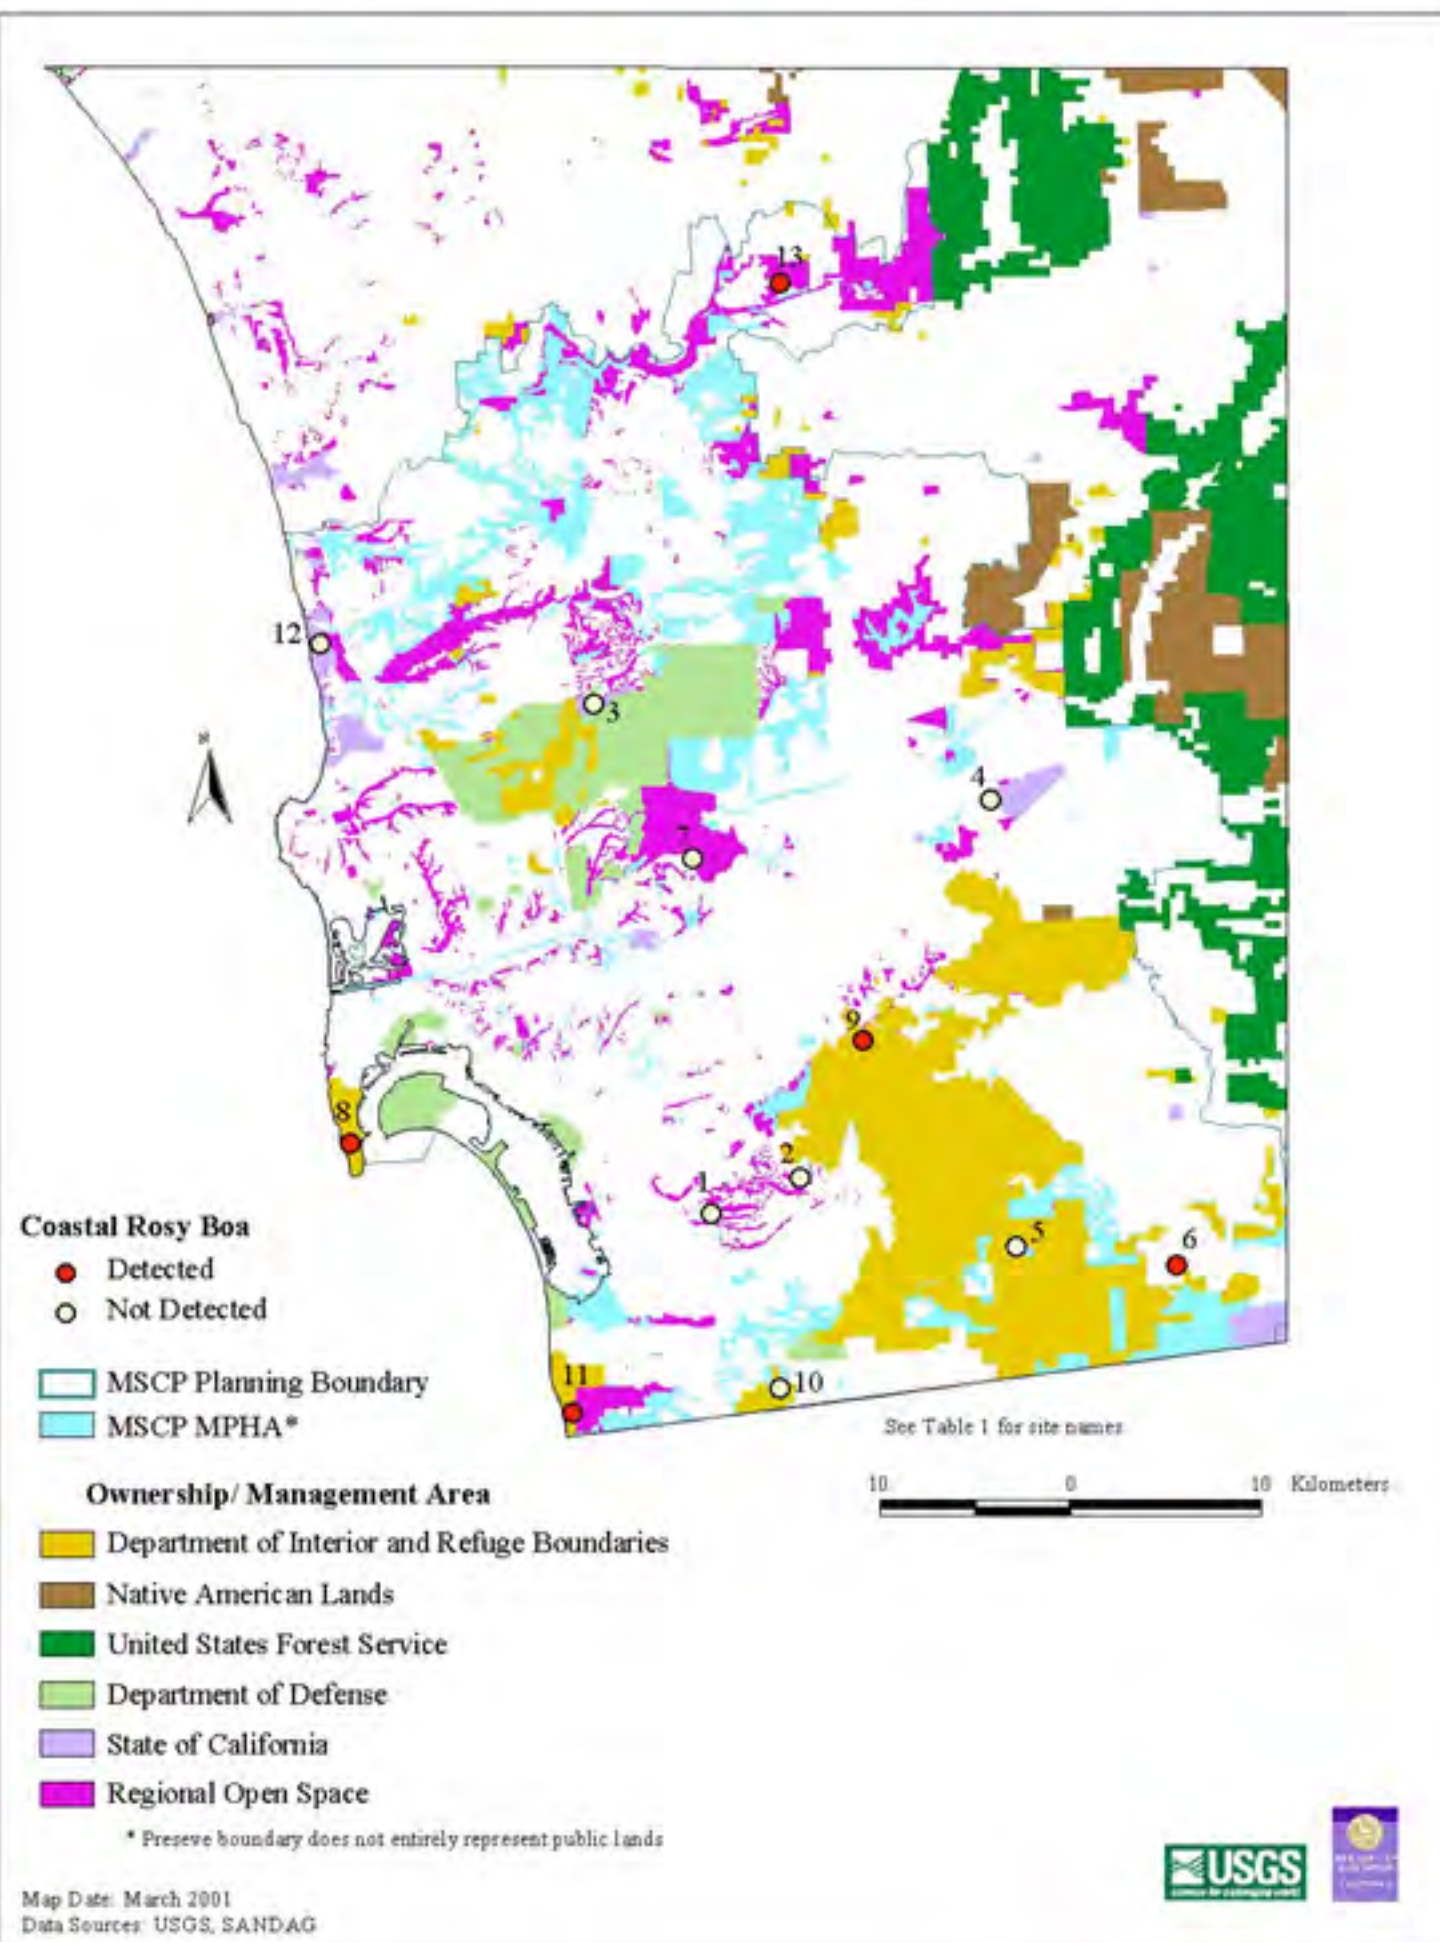 N
13
12
3
4
7
9
8
2
1
5
6
11
10
Coastal Rosy Boa
Detected
Not Detected
MSCP Planning Boundary
MSCP MPHA*
See Table 1 for site names
Ownership/ Management Area
10 0 10 Kilometers
Department of Interior and Refuge Boundaries
Native American Lands
United States Forest Service
Department of Defense
State of California
Regional Open Space
* Preseve boundary does not entirely represent public lands
USGS
science for a changing world
Map Date: March 2001
Data Sources: USGS, SANDAG